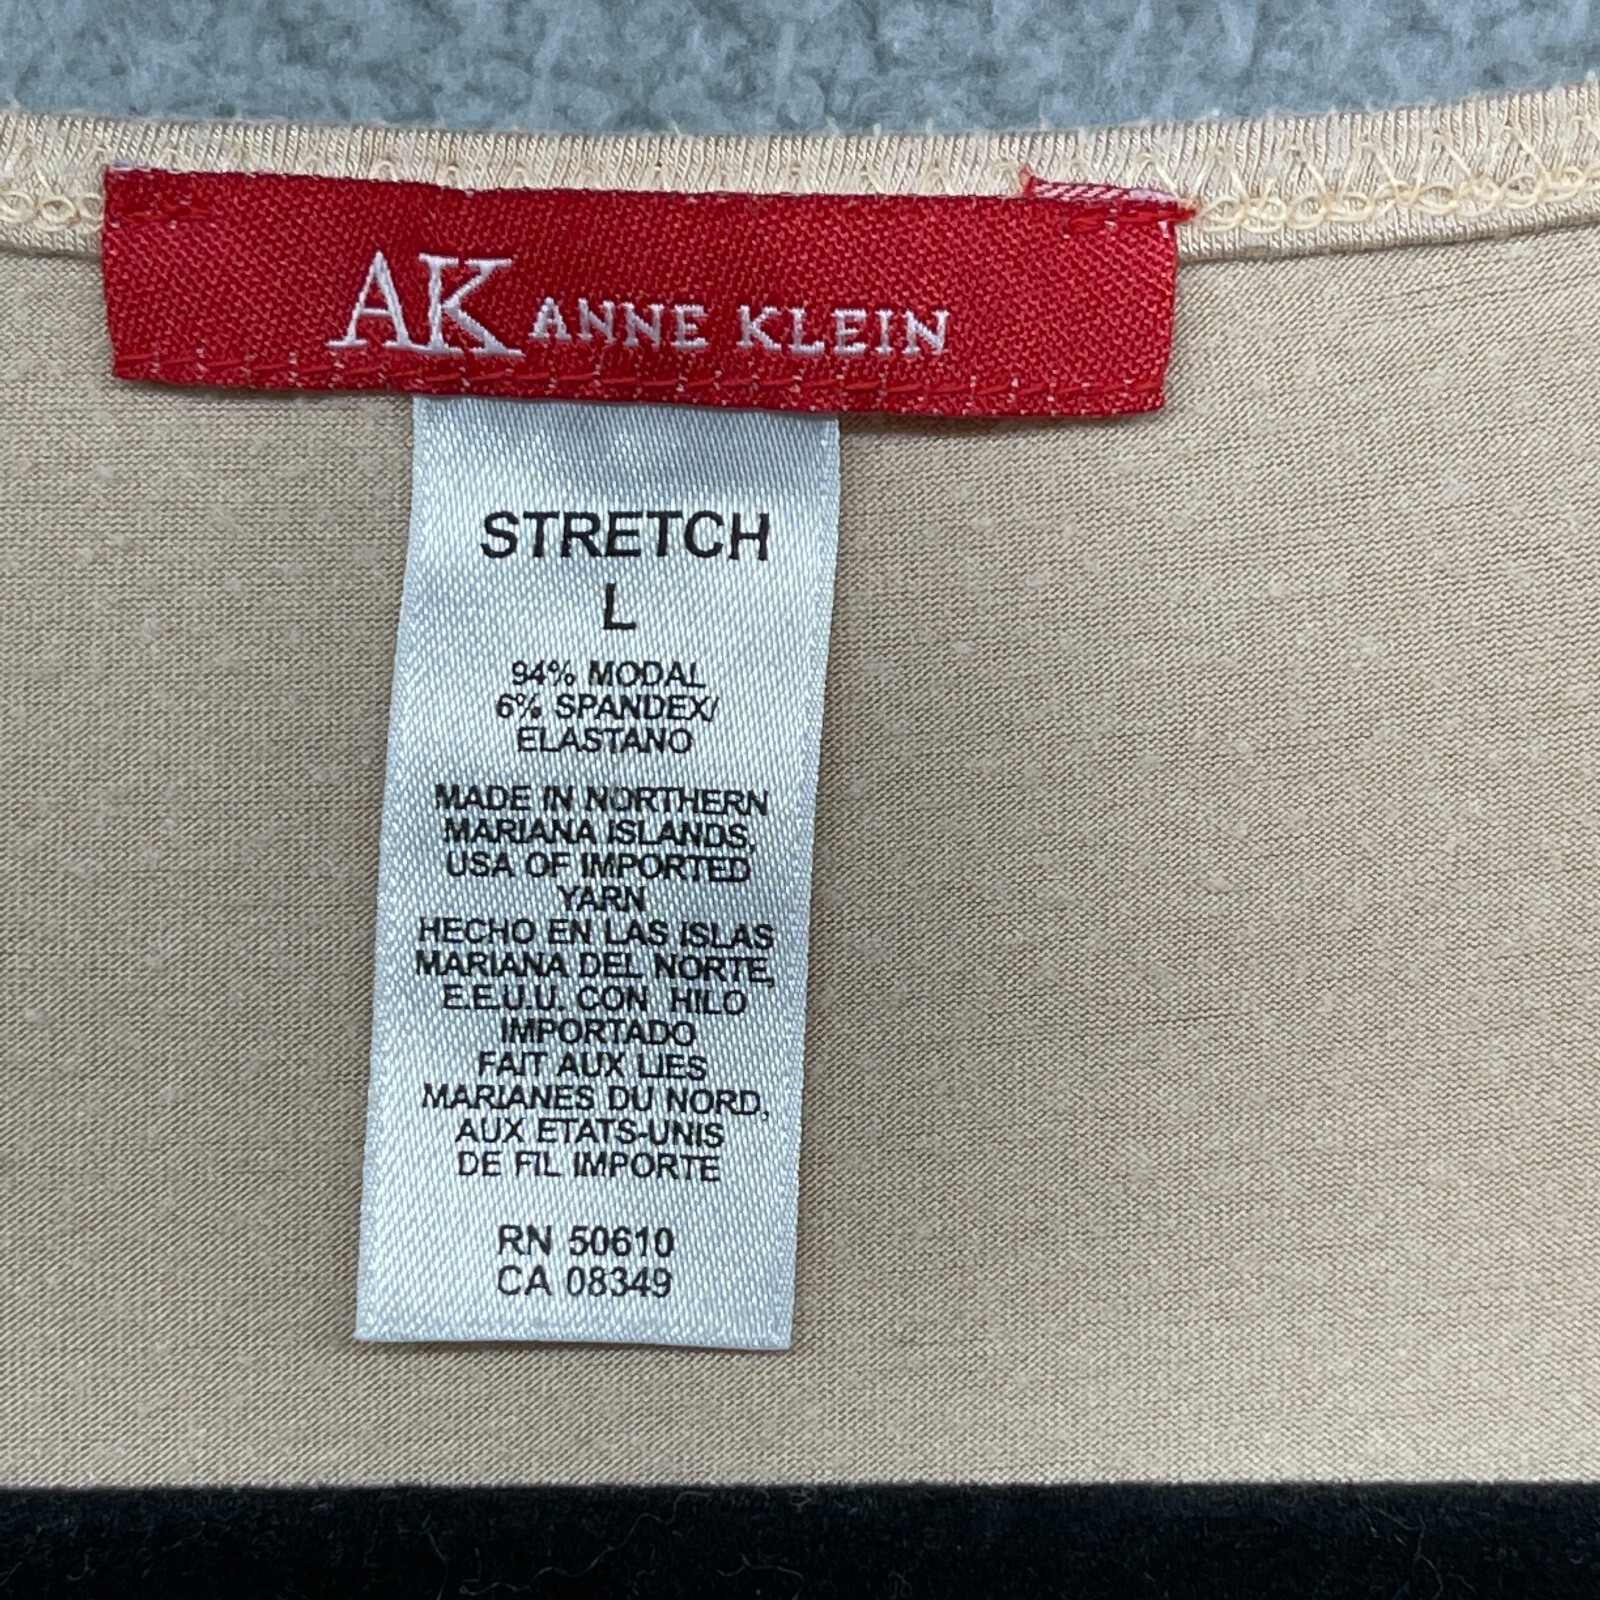 AK ANNE KLEIN
STRETCH
L
94% MODAL
6% SPANDEX/
ELASTANO
MADE IN NORTHERN
MARIANA ISLANDS,
USA OF IMPORTED
YARN
HECHO EN LAS ISLAS
MARIANA DEL NORTE,
E.E.U.U. CON HILO
IMPORTADO
FAIT AUX LIES
MARIANES DU NORD,
AUX ETATS-UNIS
DE FIL IMPORTE
RN 50610
CA 08349